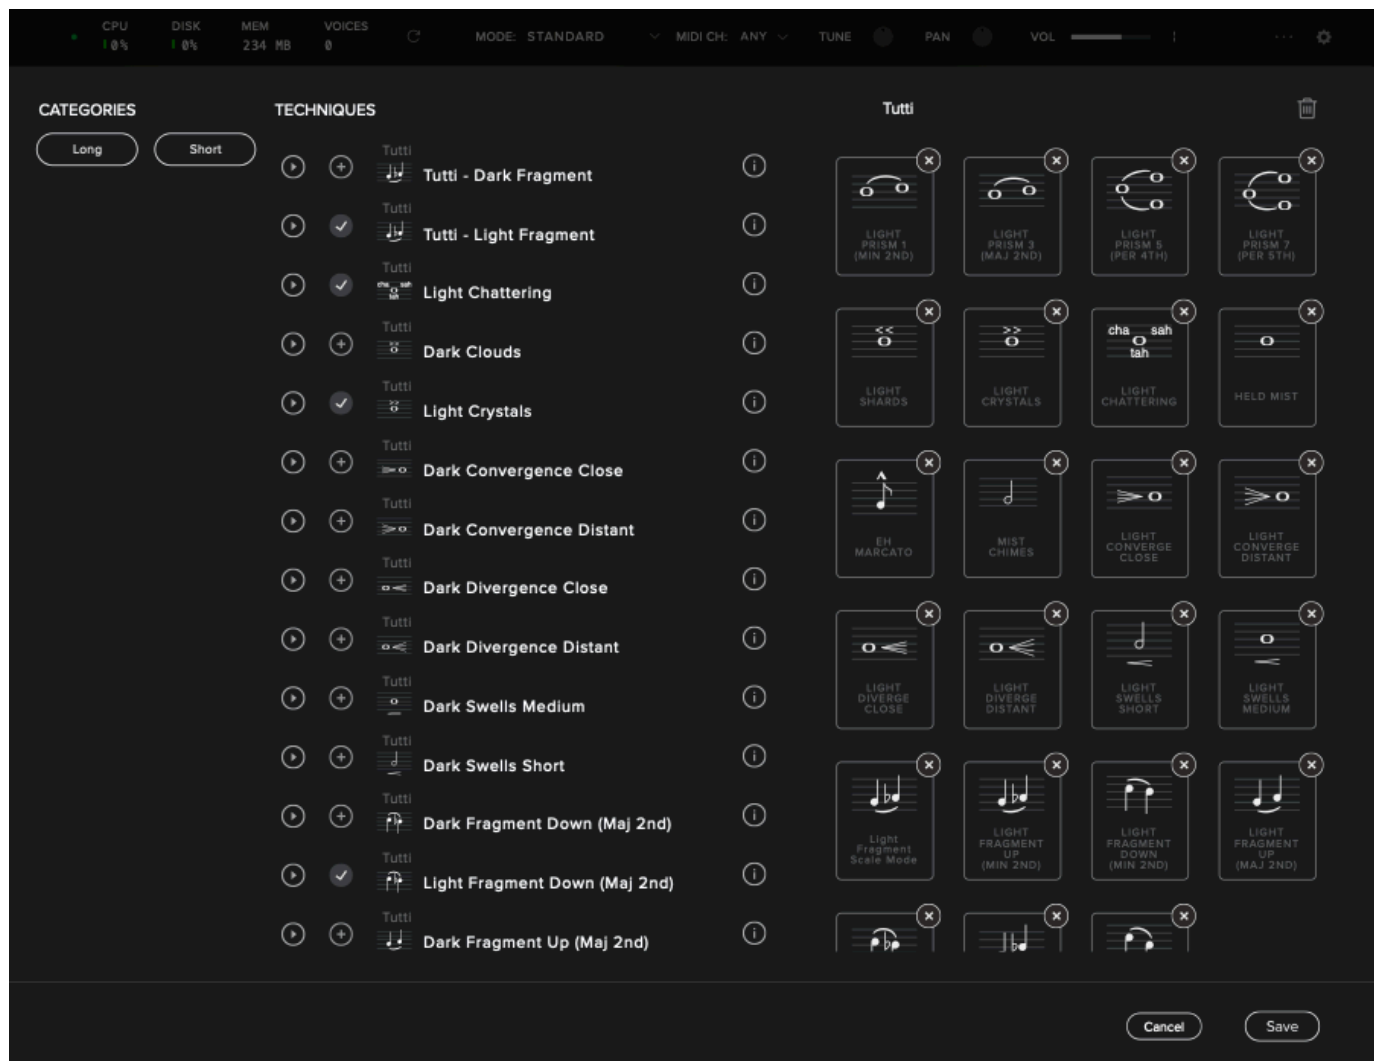 CPU DISK MEM VOICES
0% 0% 234 MB 0
MODE: STANDARD MIDI CH: ANY TUNE PAN VOL
CATEGORIES
Long Short
TECHNIQUES
Tutti
Tutti - Dark Fragment
Tutti
Tutti - Light Fragment
Tutti
cha sah
tah
Light Chattering
Tutti
Dark Clouds
Tutti
Light Crystals
Tutti
Dark Convergence Close
Tutti
Dark Convergence Distant
Tutti
Dark Divergence Close
Tutti
Dark Divergence Distant
Tutti
Dark Swells Medium
Tutti
Dark Swells Short
Tutti
Dark Fragment Down (Maj 2nd)
Tutti
Light Fragment Down (Maj 2nd)
Tutti
Dark Fragment Up (Maj 2nd)
Tutti
LIGHT
PRISM 1
(MIN 2ND)
LIGHT
PRISM 3
(MAJ 2ND)
LIGHT
PRISM 5
(PER 4TH)
LIGHT
PRISM 7
(PER 5TH)
LIGHT
SHARDS
LIGHT
CRYSTALS
cha sah
tah
LIGHT
CHATTERING
HELD MIST
EH
MARCATO
MIST
CHIMES
LIGHT
CONVERGE
CLOSE
LIGHT
CONVERGE
DISTANT
LIGHT
DIVERGE
CLOSE
LIGHT
DIVERGE
DISTANT
LIGHT
SWELLS
SHORT
LIGHT
SWELLS
MEDIUM
Light
Fragment
Scale Mode
LIGHT
FRAGMENT
UP
(MIN 2ND)
LIGHT
FRAGMENT
DOWN
(MIN 2ND)
LIGHT
FRAGMENT
UP
(MAJ 2ND)
Cancel Save